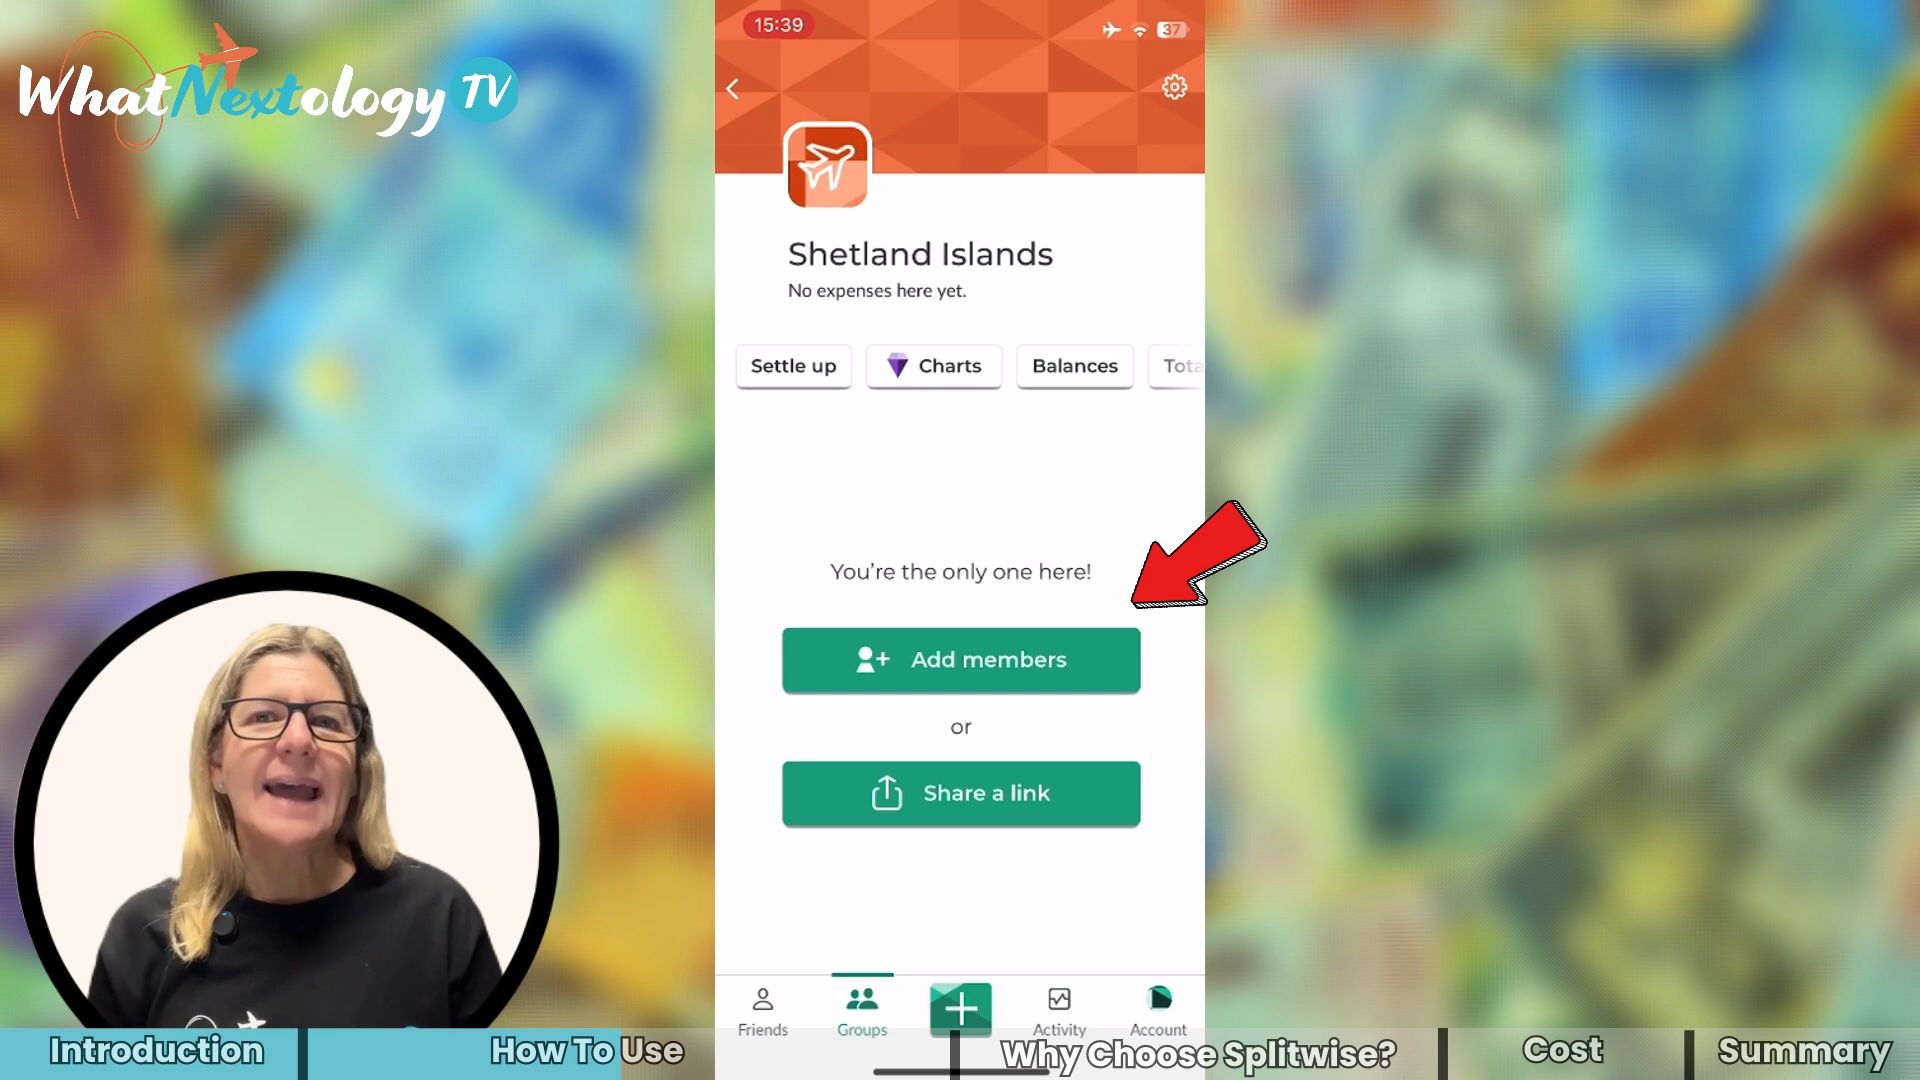 WhatNextology TV
15:39
37
Shetland Islands
No expenses here yet.
Settle up
Charts
Balances
Tota
You're the only one here!
Add members
or
Share a link
Friends
Groups
Activity
Account
Introduction
How To Use
Why Choose Splitwise?
Cost
Summary